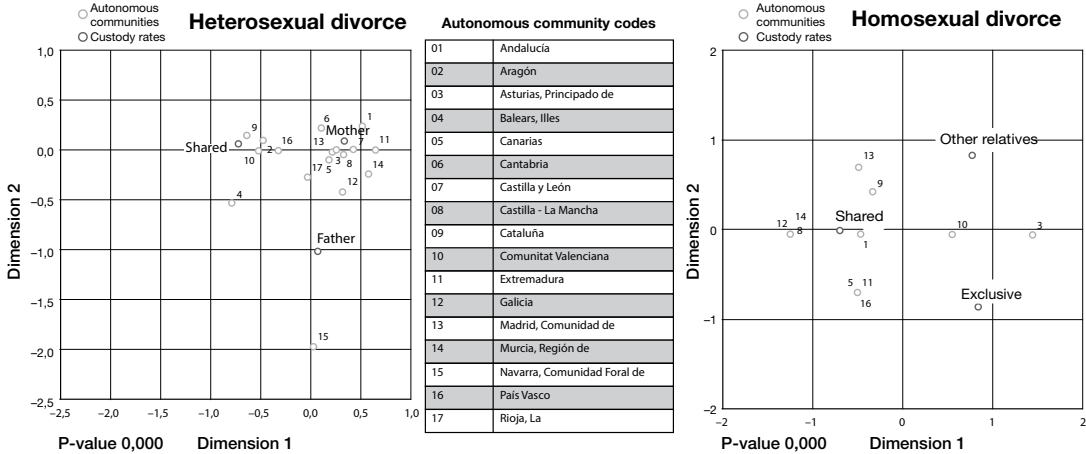 Autonomous communities
Custody rates
Heterosexual divorce
1,0
0,5
0,0
−0,5
−1,0
−1,5
−2,0
−2,5
−2,5
−2,0
−1,5
−1,0
−0,5
0,0
0,5
1,0
Dimension 2
Dimension 1
P-value 0,000
9
Shared
2
16
10
4
6
1
Mother
13
7
11
17
5
3
8
14
12
Father
15
Autonomous community codes
01 Andalucía
02 Aragón
03 Asturias, Principado de
04 Balears, Illes
05 Canarias
06 Cantabria
07 Castilla y León
08 Castilla - La Mancha
09 Cataluña
10 Comunitat Valenciana
11 Extremadura
12 Galicia
13 Madrid, Comunidad de
14 Murcia, Región de
15 Navarra, Comunidad Foral de
16 País Vasco
17 Rioja, La
Autonomous communities
Custody rates
Homosexual divorce
2
1
0
−1
−2
−2
−1
0
1
2
Dimension 2
Dimension 1
P-value 0,000
Other relatives
13
9
14
12
8
Shared
1
10
3
5 11
16
Exclusive